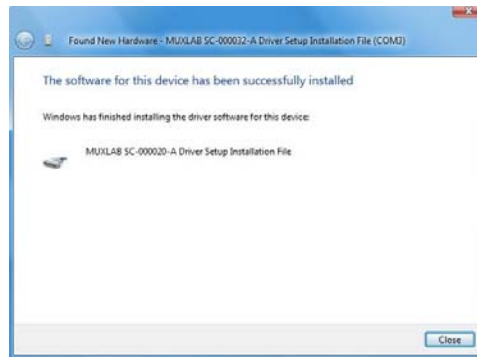 Found New Hardware - MUXLAB SC-000032-A Driver Setup Installation File (COM3)
The software for this device has been successfully installed
Windows has finished installing the driver software for this device:
MUXLAB SC-000020-A Driver Setup Installation File
Close